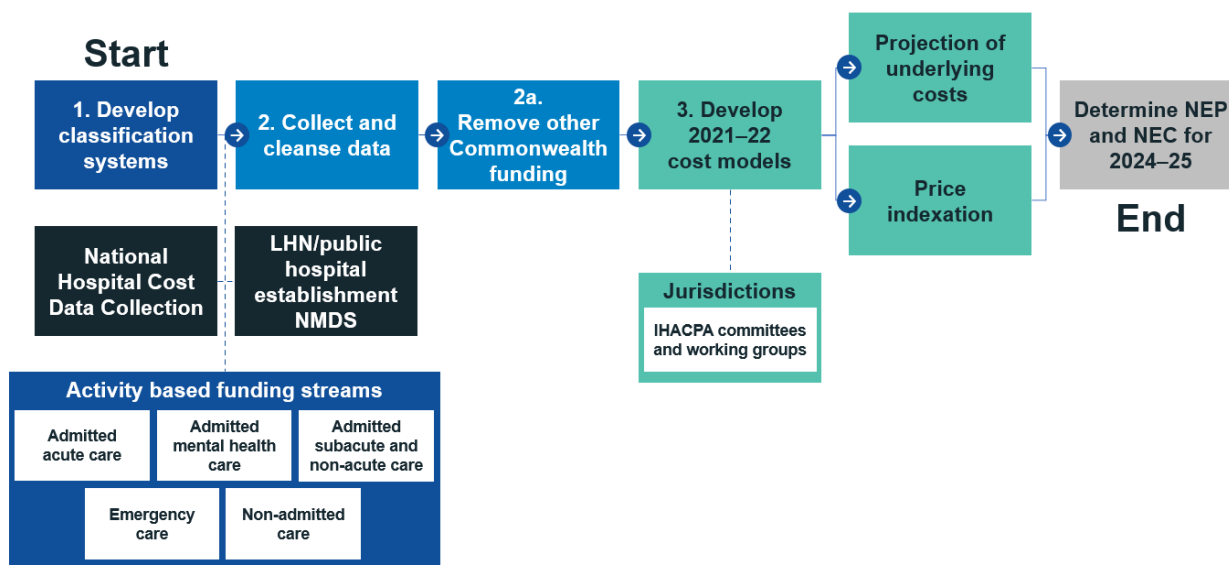 Start
1. Develop
classification
systems
2. Collect and
cleanse data
2a.
Remove other
Commonwealth
funding
3. Develop
2021–22
cost models
Projection of
underlying
costs
Price
indexation
Determine NEP
and NEC for
2024–25
End
National
Hospital Cost
Data Collection
LHN/public
hospital
establishment
NMDS
Jurisdictions
IHACPA committees
and working groups
Activity based funding streams
Admitted
acute care
Admitted
mental health
care
Admitted
subacute and
non-acute care
Emergency
care
Non-admitted
care